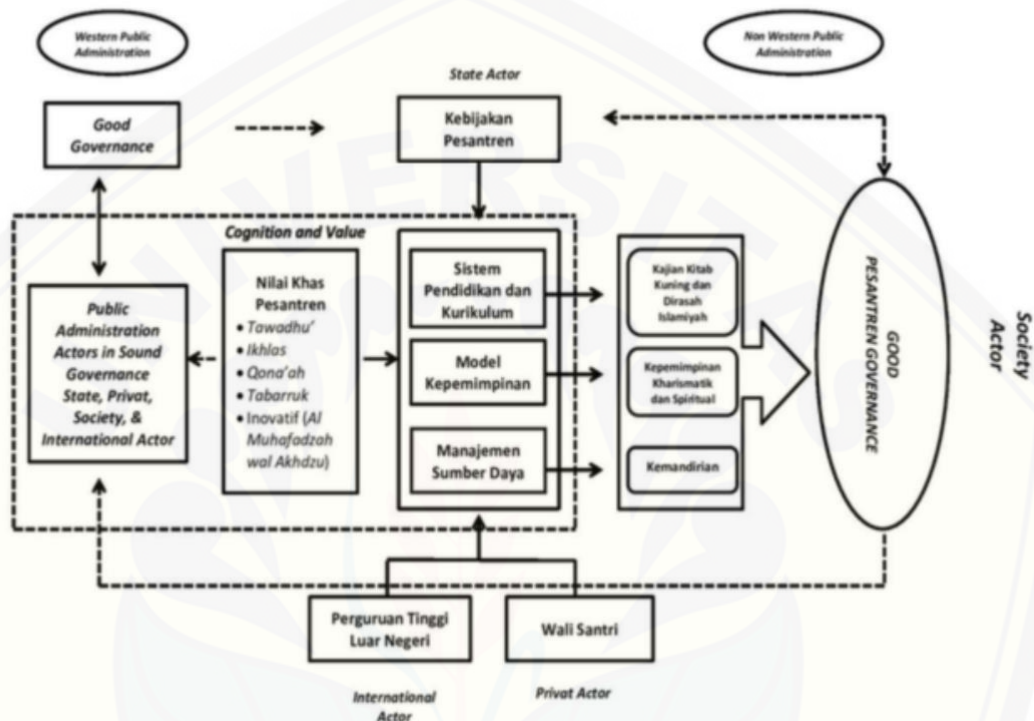 Western Public
Administration
Non Western Public
Administration
State Actor
Good
Governance
Kebijakan
Pesantren
UNIVERSITAS
Cognition and Value
Public
Administration
Actors in Sound
Governance
State, Privat,
Society, &
International Actor
Nilai Khas
Pesantren
• Tawadhu'
• Ikhlas
• Qona'ah
• Tabarruk
• Inovatif (Al
Muhafadzah
wal Akhdzu)
Sistem
Pendidikan dan
Kurikulum
Model
Kepemimpinan
Manajemen
Sumber Daya
Kajian Kitab
Kuning dan
Dirasah
Islamiyah
Kepemimpinan
Kharismatik
dan Spiritual
Kemandirian
GOOD
PESANTREN GOVERNANCE
Society
Actor
Perguruan Tinggi
Luar Negeri
Wali Santri
International
Actor
Privat Actor